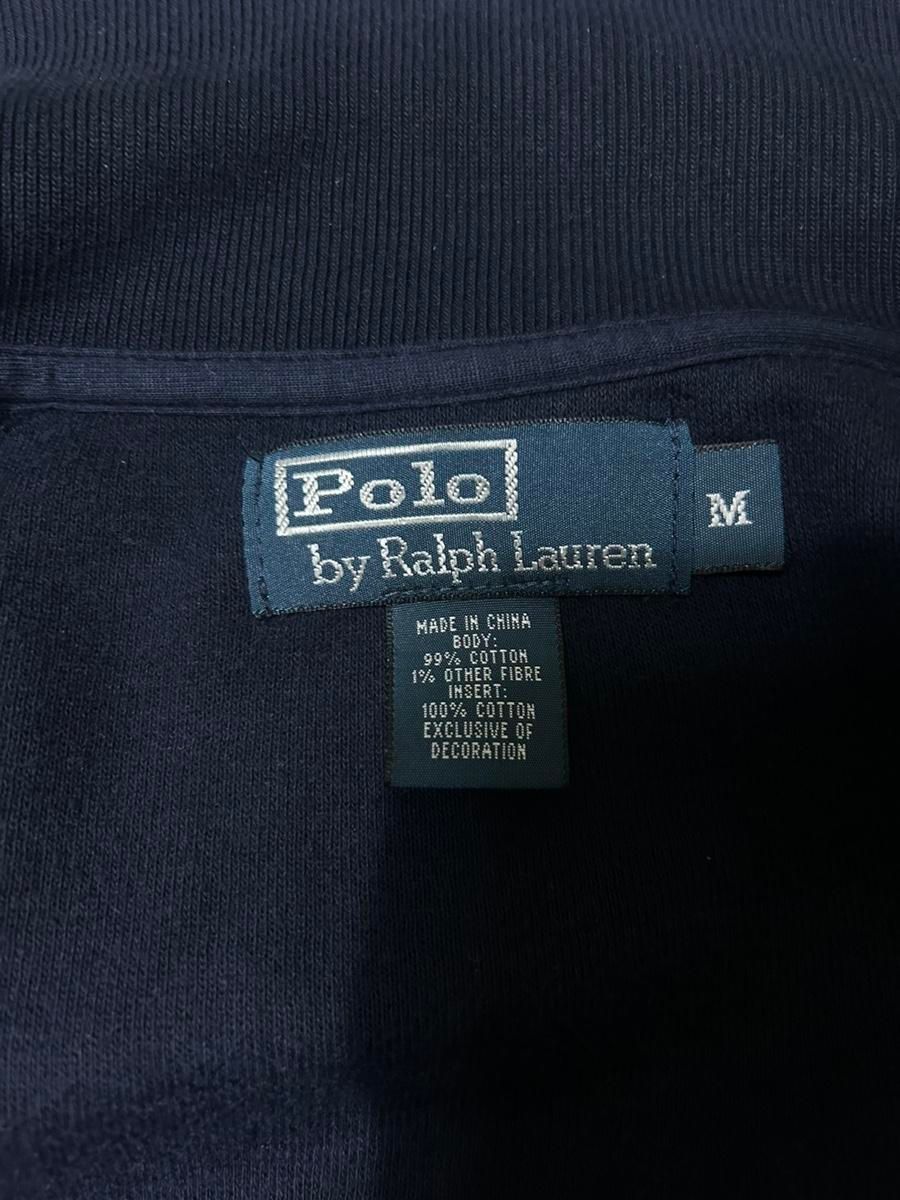 Polo
by Ralph Lauren
M
MADE IN CHINA
BODY:
99% COTTON
1% OTHER FIBRE
INSERT:
100% COTTON
EXCLUSIVE OF
DECORATION